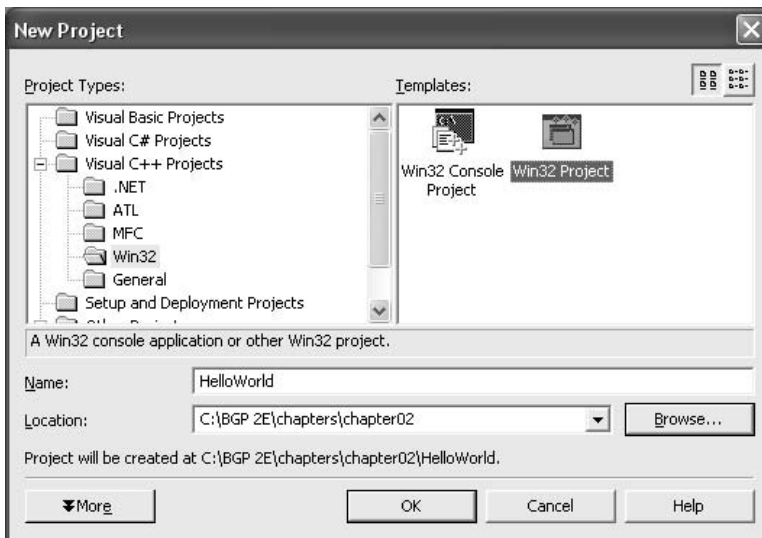 New Project
Project Types:
Templates:
Visual Basic Projects
Visual C# Projects
Visual C++ Projects
.NET
ATL
MFC
Win32
General
Setup and Deployment Projects
Win32 Console
Project
Win32 Project
A Win32 console application or other Win32 project.
Name:
HelloWorld
Location:
C:\BGP 2E\chapters\chapter02
Browse...
Project will be created at C:\BGP 2E\chapters\chapter02\HelloWorld.
More
OK
Cancel
Help